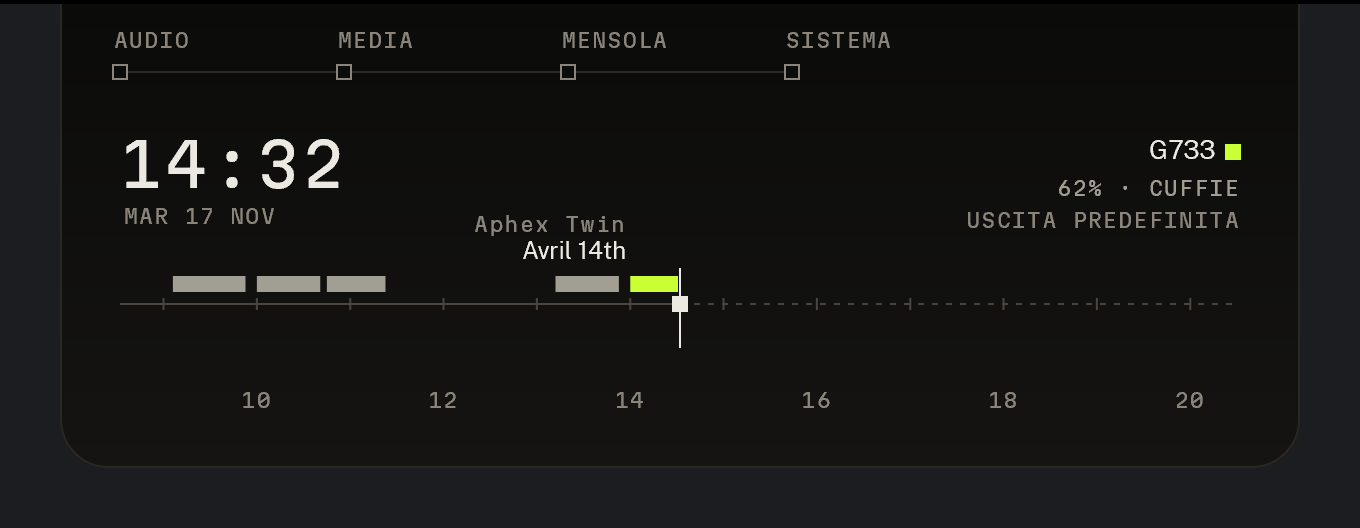 AUDIO MEDIA MENSOLA SISTEMA
14:32
MAR 17 NOV
G733
62% · CUFFIE
USCITA PREDEFINITA
Aphex Twin
Avril 14th
10 12 14 16 18 20